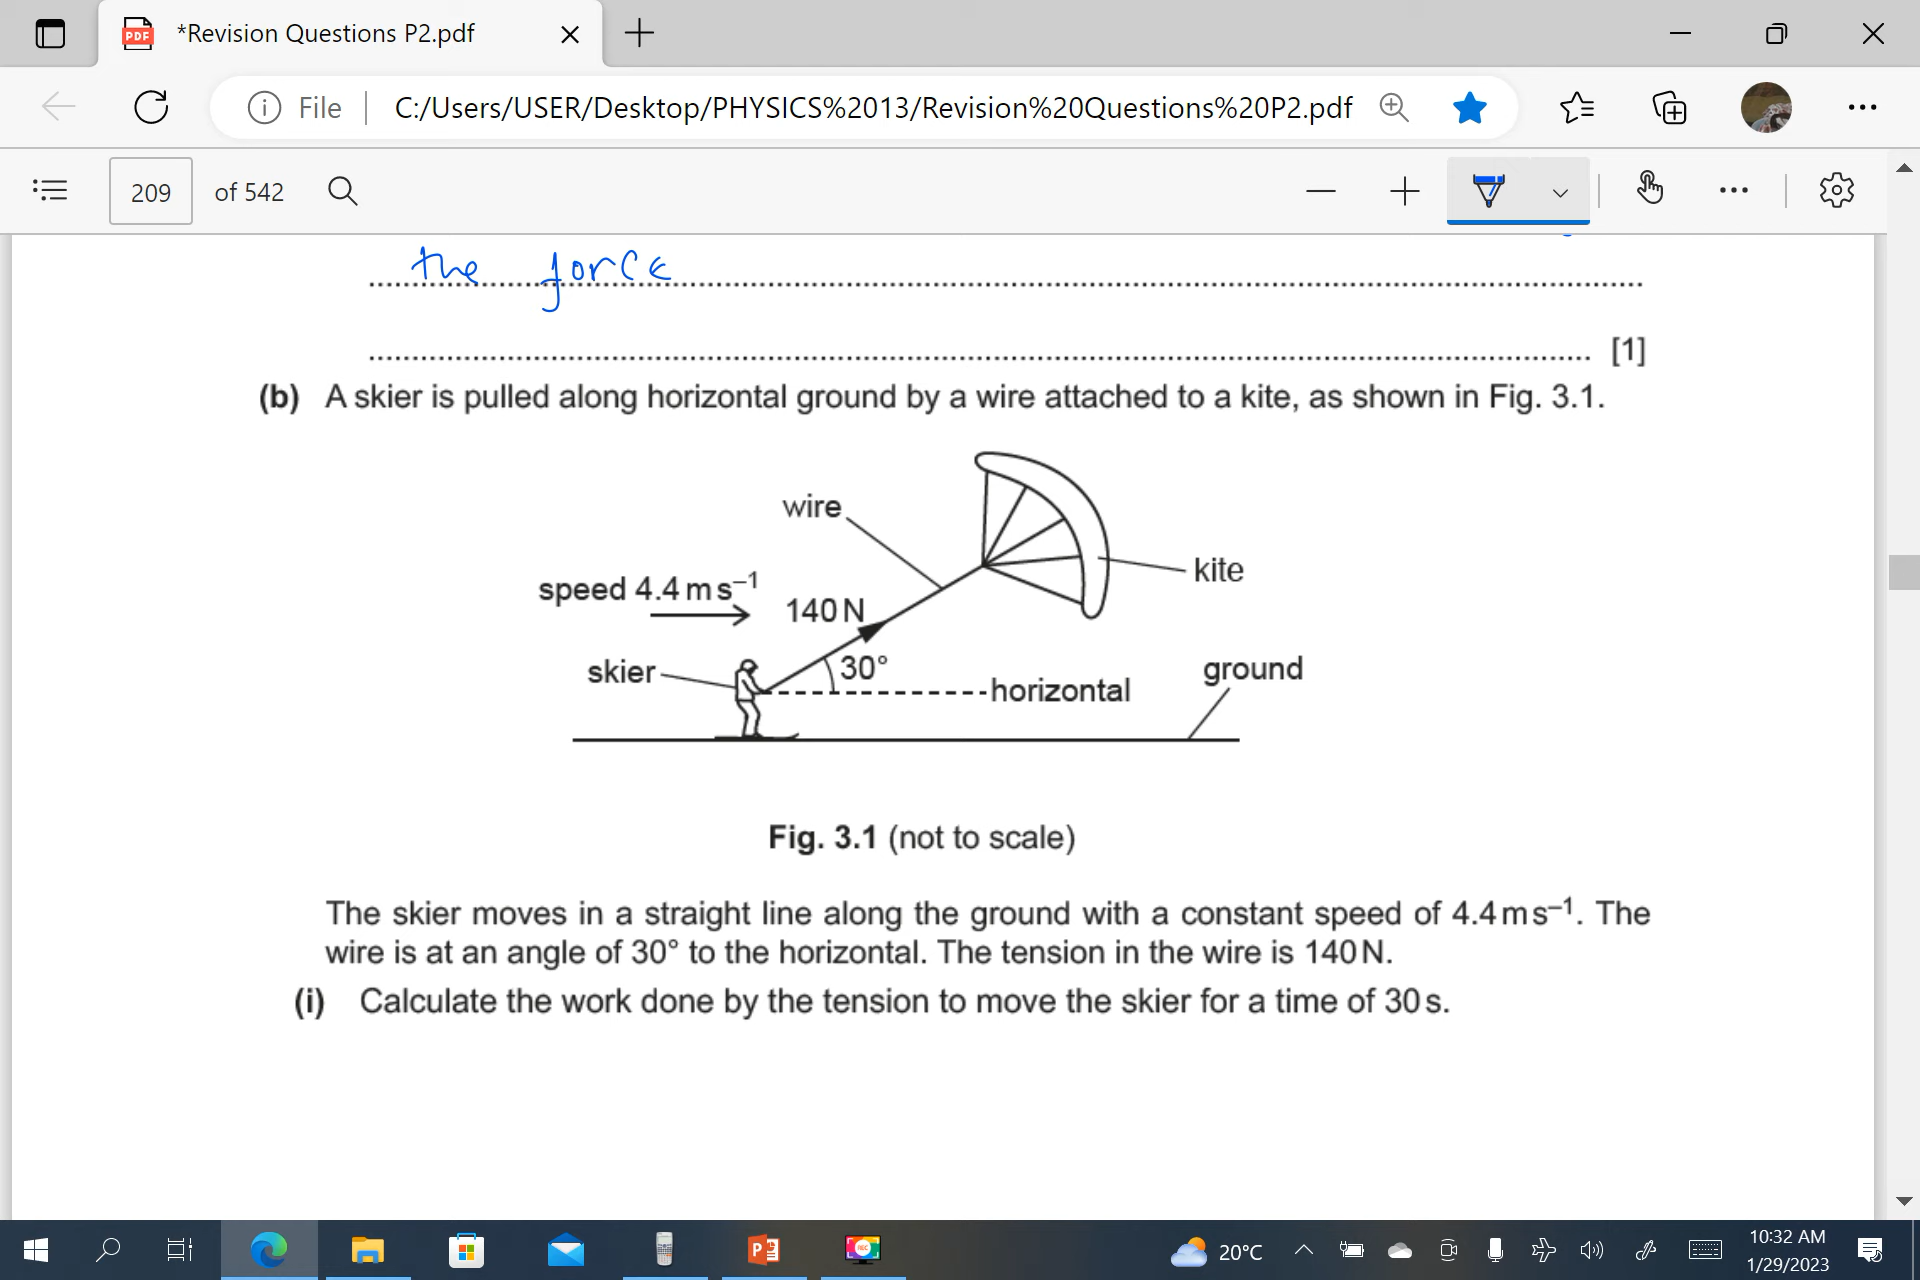 *Revision Questions P2.pdf
File
C:/Users/USER/Desktop/PHYSICS%2013/Revision%20Questions%20P2.pdf
209 of 542
the force
[1]
(b) A skier is pulled along horizontal ground by a wire attached to a kite, as shown in Fig. 3.1.
wire
kite
speed 4.4 m s⁻¹
140 N
skier
30°
horizontal
ground
Fig. 3.1 (not to scale)
The skier moves in a straight line along the ground with a constant speed of 4.4 m s⁻¹. The
wire is at an angle of 30° to the horizontal. The tension in the wire is 140 N.
(i) Calculate the work done by the tension to move the skier for a time of 30 s.
20°C
10:32 AM
1/29/2023